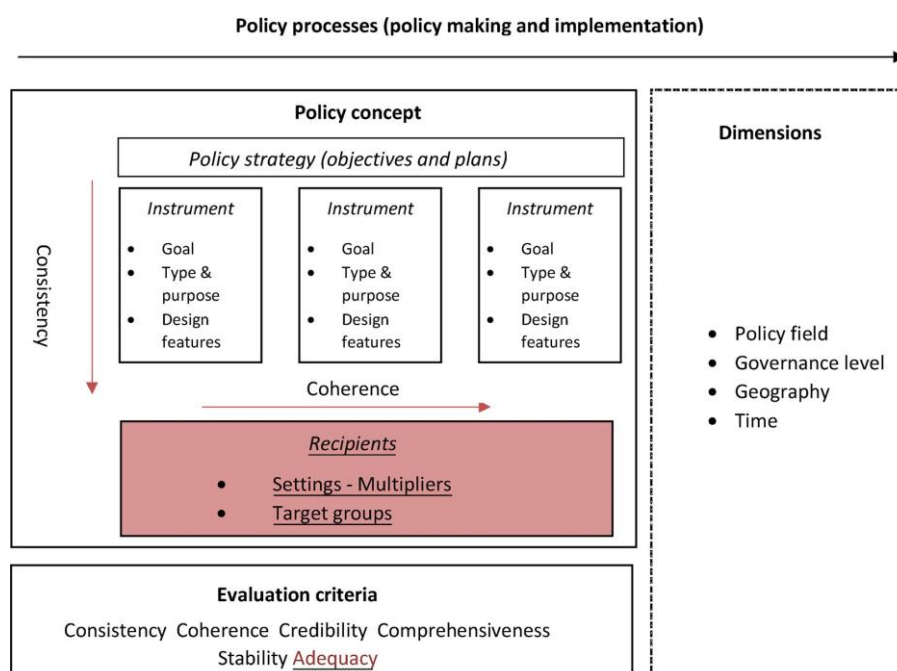 Policy processes (policy making and implementation)
Policy concept
Policy strategy (objectives and plans)
Consistency
Instrument
• Goal
• Type &
purpose
• Design
features
Instrument
• Goal
• Type &
purpose
• Design
features
Instrument
• Goal
• Type &
purpose
• Design
features
Coherence
Recipients
• Settings - Multipliers
• Target groups
Dimensions
• Policy field
• Governance level
• Geography
• Time
Evaluation criteria
Consistency Coherence Credibility Comprehensiveness
Stability Adequacy